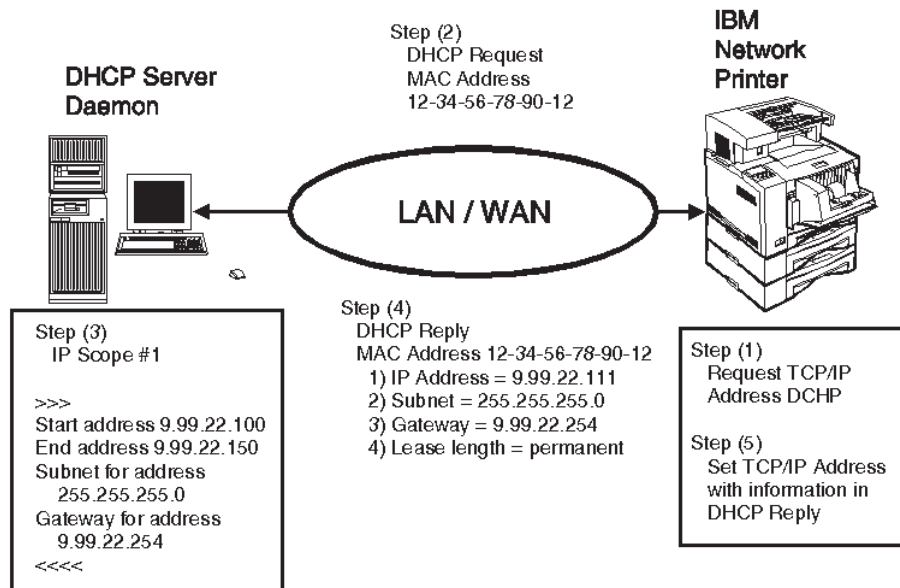 DHCP Server
Daemon
Step (2)
DHCP Request
MAC Address
12-34-56-78-90-12
IBM
Network
Printer
LAN / WAN
Step (3)
IP Scope #1
>>>
Start address 9.99.22.100
End address 9.99.22.150
Subnet for address
255.255.255.0
Gateway for address
9.99.22.254
<<<<
Step (4)
DHCP Reply
MAC Address 12-34-56-78-90-12
1) IP Address = 9.99.22.111
2) Subnet = 255.255.255.0
3) Gateway = 9.99.22.254
4) Lease length = permanent
Step (1)
Request TCP/IP
Address DCHP
Step (5)
Set TCP/IP Address
with information in
DHCP Reply